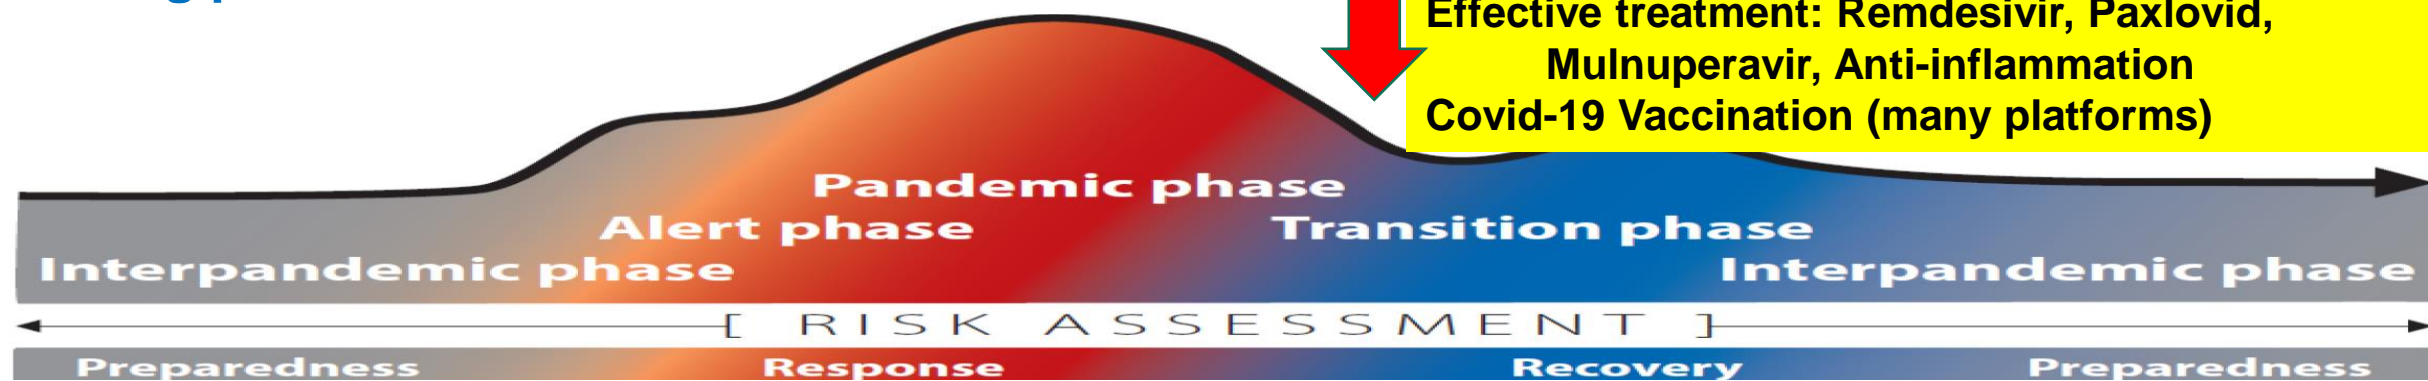 Effective treatment: Remdesivir, Paxlovid,
Mulnuperavir, Anti-inflammation
Covid-19 Vaccination (many platforms)
Pandemic phase
Alert phase
Transition phase
Interpandemic phase
Interpandemic phase
[ RISK ASSESSMENT ]
Preparedness
Response
Recovery
Preparedness